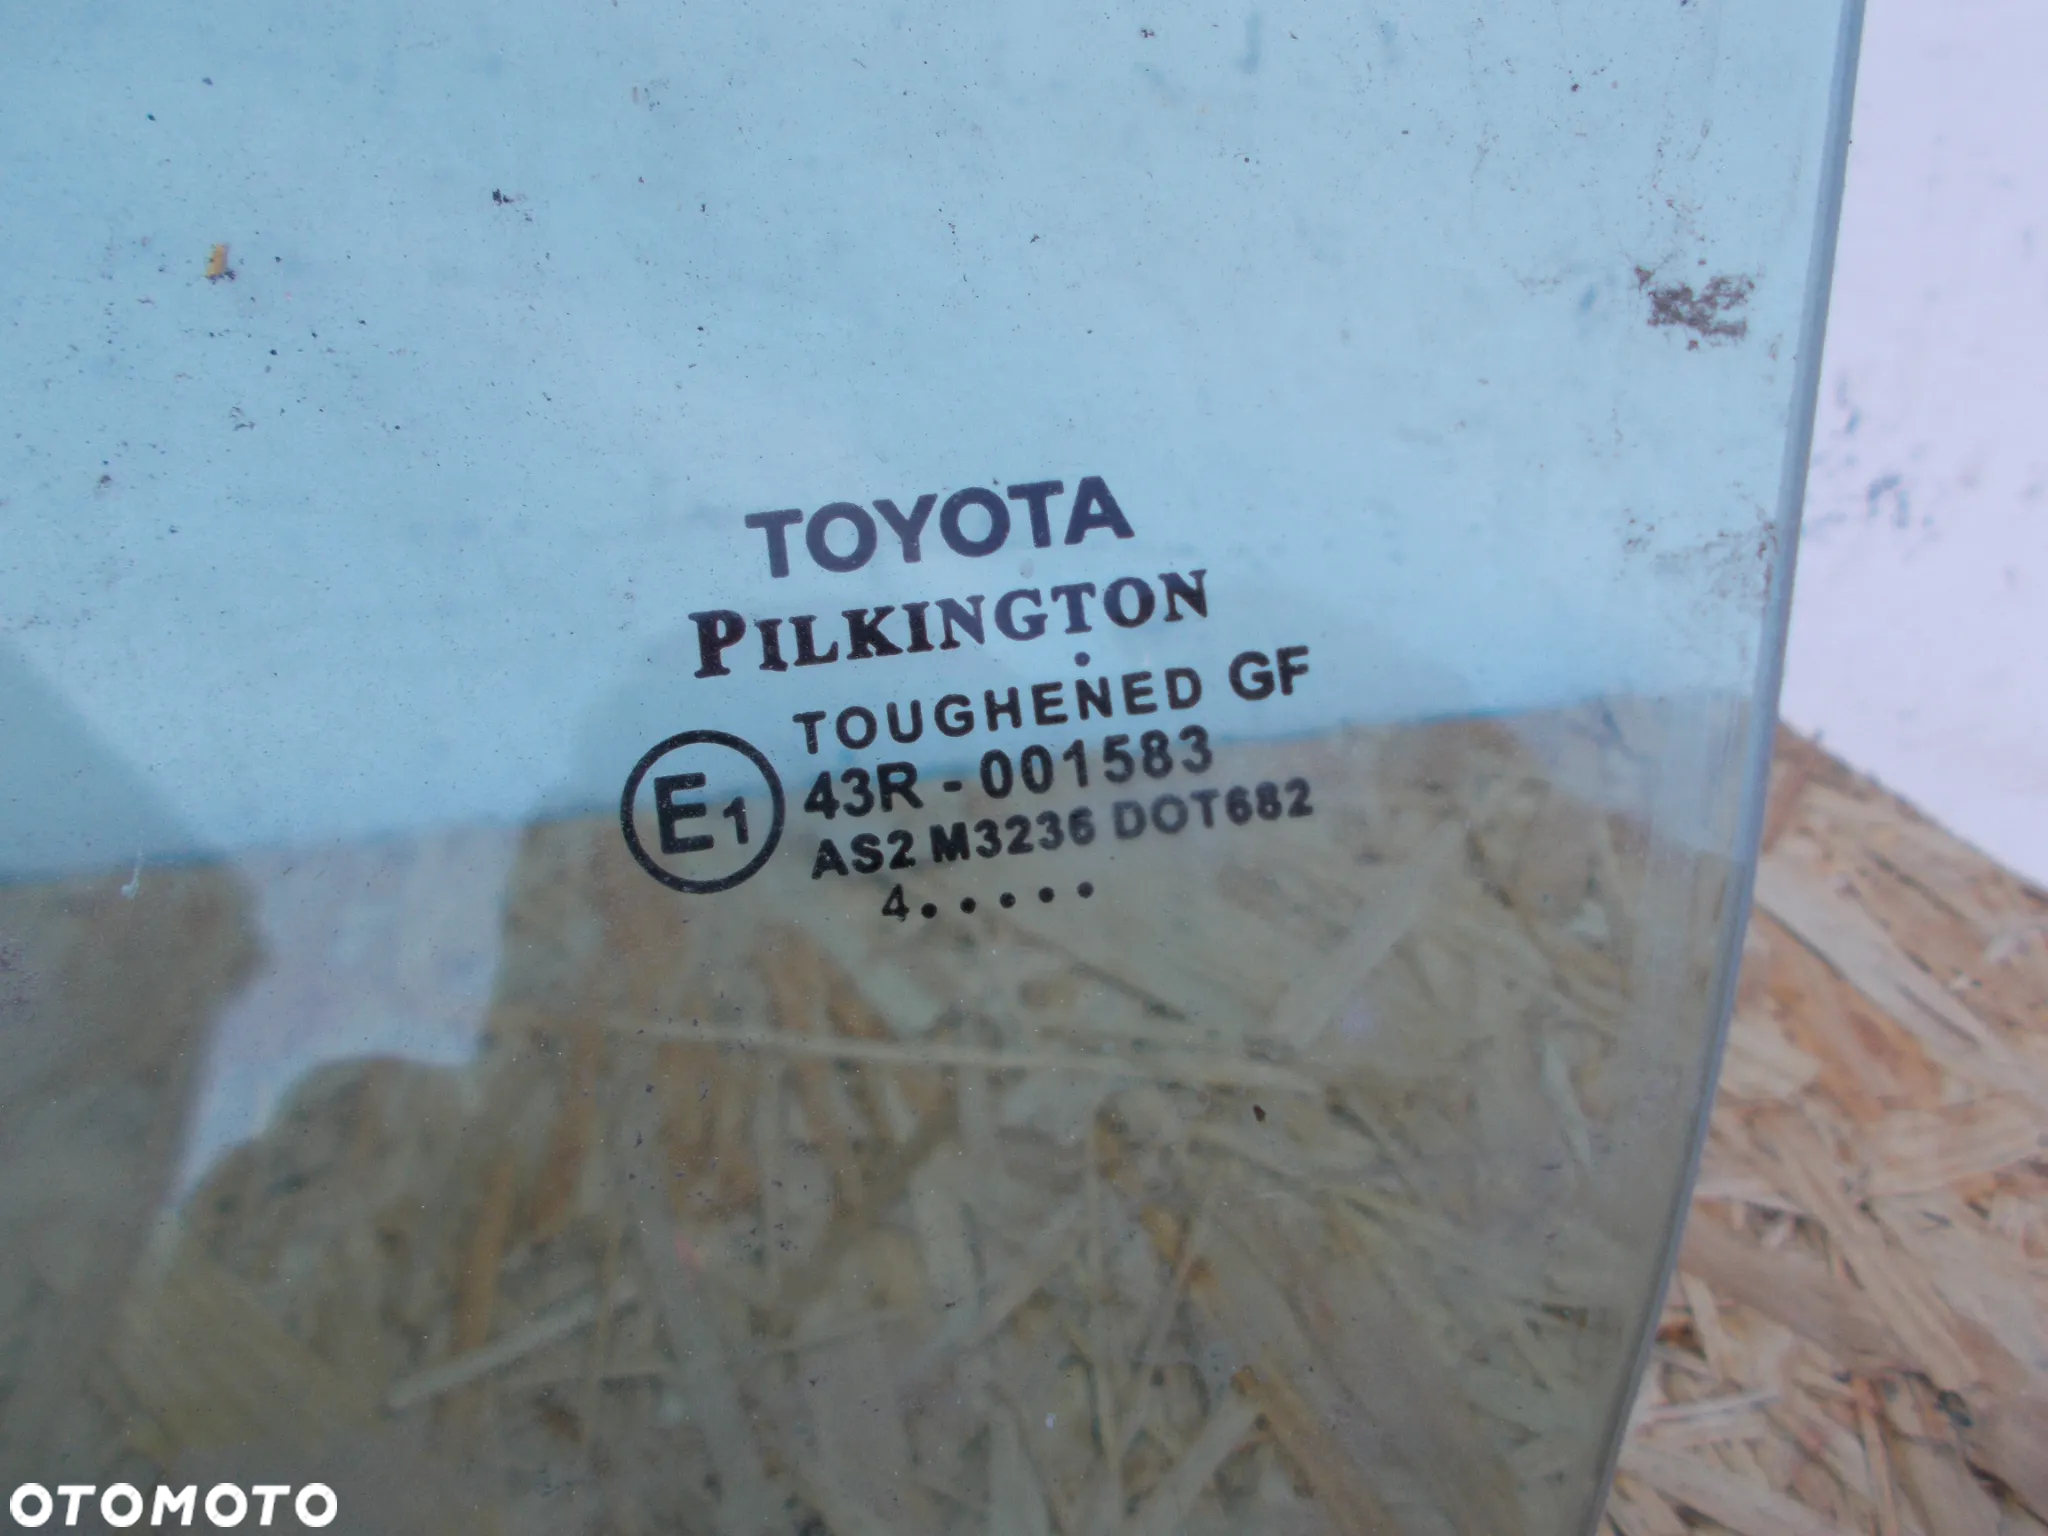 TOYOTA
PILKINGTON
TOUGHENED GF
E1 43R - 001583
AS2 M3236 DOT682
4.....
OTOMOTO